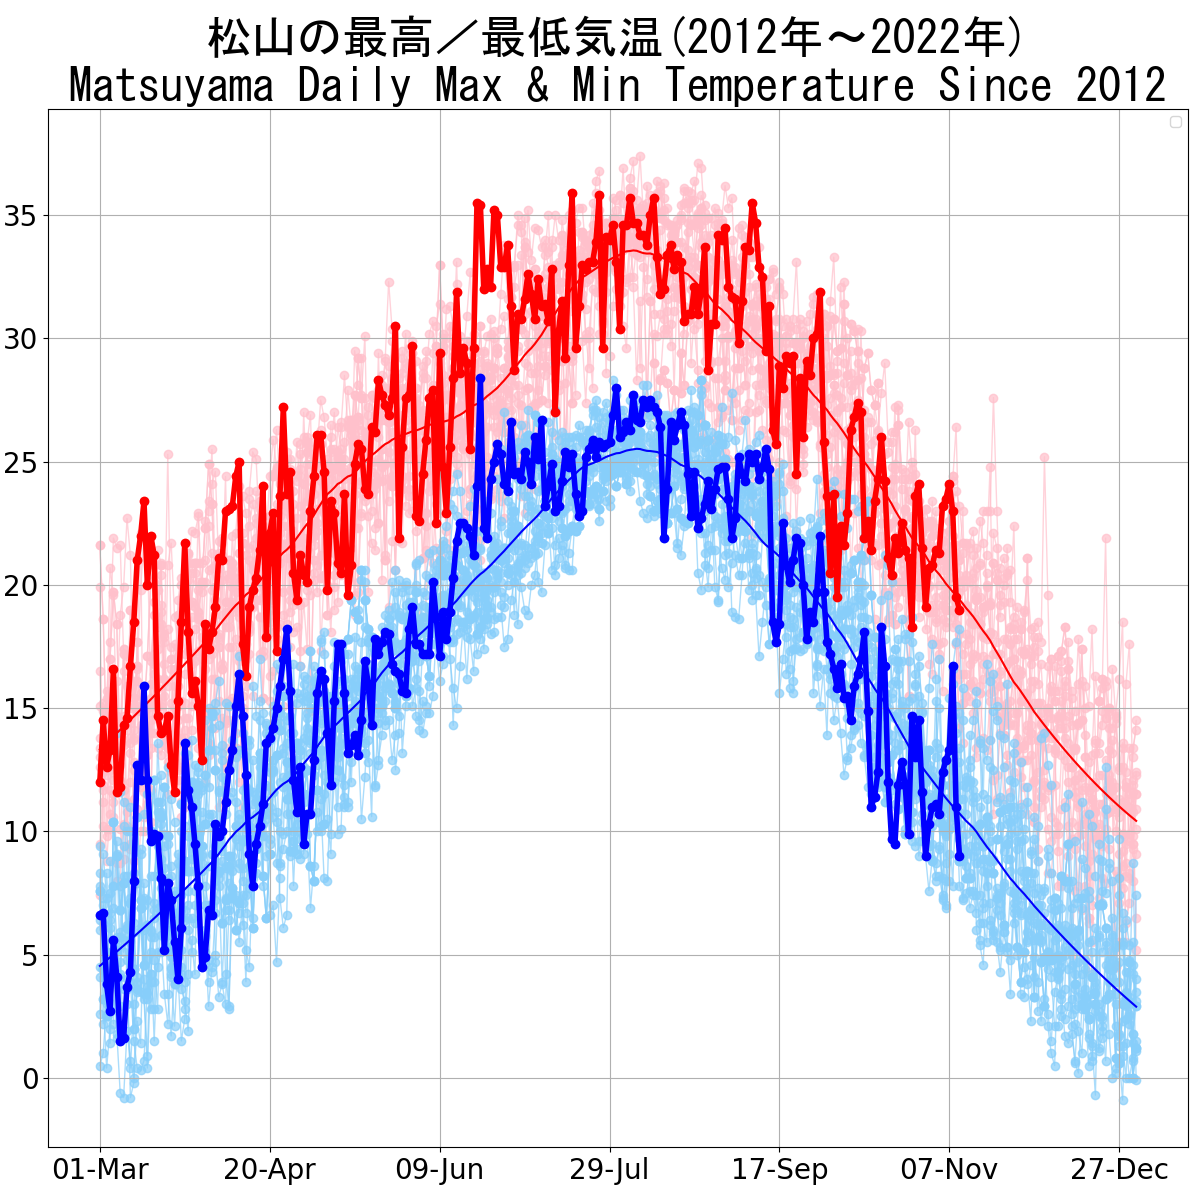 松山の最高／最低気温(2012年～2022年)
Matsuyama Daily Max & Min Temperature Since 2012
35
30
25
20
15
10
5
0
01-Mar 20-Apr 09-Jun 29-Jul 17-Sep 07-Nov 27-Dec